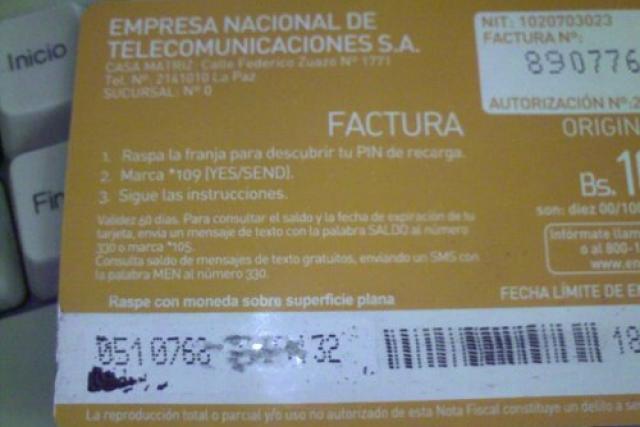 Inicio
Fin
EMPRESA NACIONAL DE
TELECOMUNICACIONES S.A.
CASA MATRIZ: Calle Federico Zuazo Nº 1771
Tel. Nº 2141010 La Paz
SUCURSAL: Nº 0
NIT: 1020703023
FACTURA Nº:
890776
AUTORIZACIÓN Nº:2
FACTURA
ORIGIN
1. Raspa la franja para descubrir tu PIN de recarga.
2. Marca *109 (YES/SEND).
3. Sigue las instrucciones.
Bs. 1
son: diez 00/100
Validez 60 días. Para consultar el saldo y la fecha de expiración de tu
tarjeta, envía un mensaje de texto con la palabra SALDO al número
330 o marca *105.
Consulta saldo de mensajes de texto gratuitos, enviando un SMS con
la palabra MEN al número 330.
Infórmate llam
o al 800-
www.en
Raspe con moneda sobre superficie plana
FECHA LÍMITE DE E
0510768 32
18
La reproducción total o parcial y/o uso no autorizado de esta Nota Fiscal constituye un delito a se